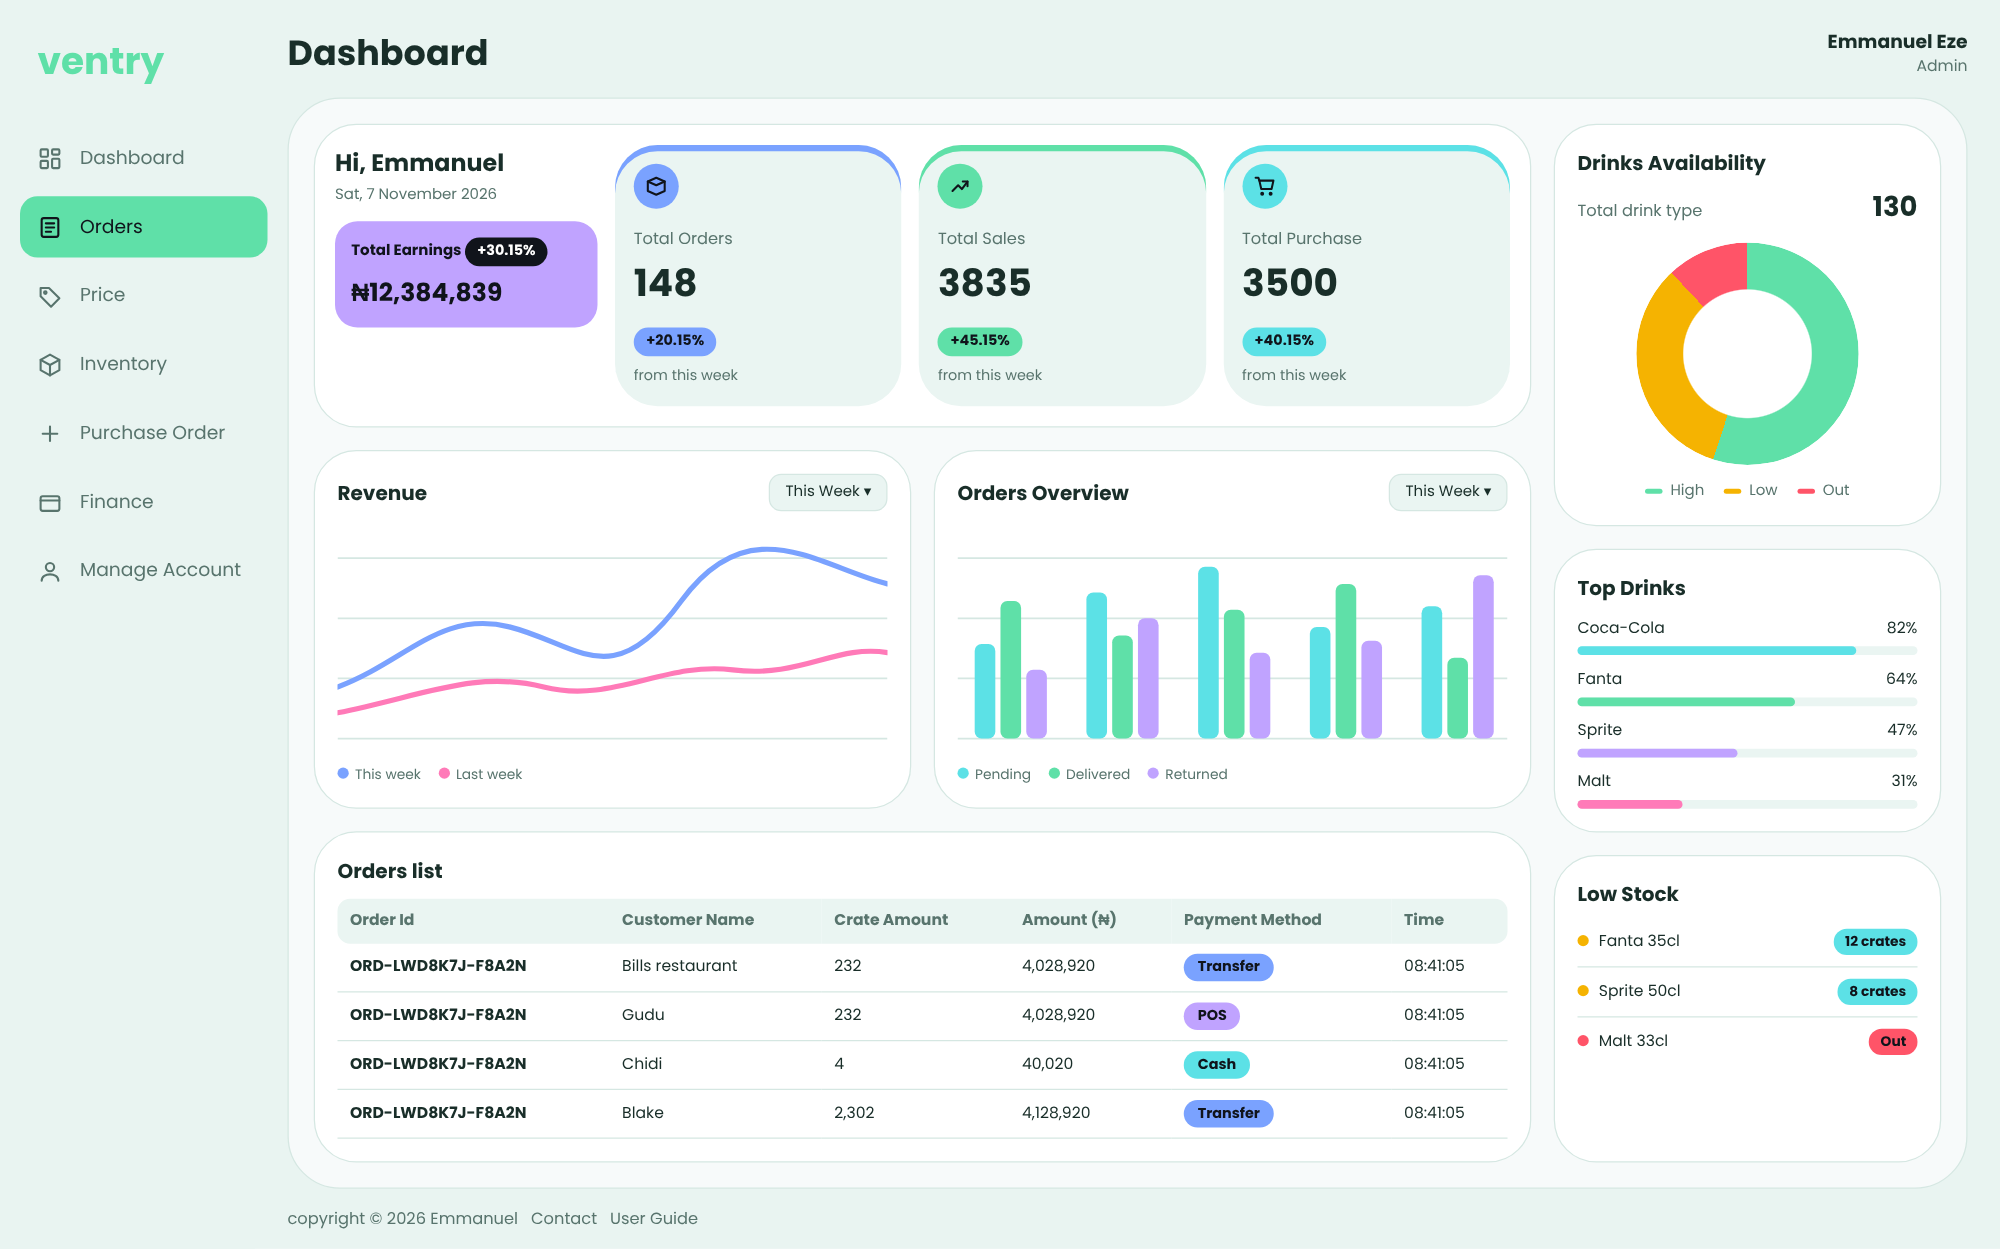 ventry
Dashboard
Orders
Price
Inventory
Purchase Order
Finance
Manage Account
Dashboard
Emmanuel Eze
Admin
Hi, Emmanuel
Sat, 7 November 2026
Total Earnings +30.15%
₦12,384,839
Total Orders
148
+20.15%
from this week
Total Sales
3835
+45.15%
from this week
Total Purchase
3500
+40.15%
from this week
Revenue
This Week ▾
This week Last week
Orders Overview
This Week ▾
Pending Delivered Returned
Orders list
Order Id Customer Name Crate Amount Amount (₦) Payment Method Time
ORD-LWD8K7J-F8A2N Bills restaurant 232 4,028,920 Transfer 08:41:05
ORD-LWD8K7J-F8A2N Gudu 232 4,028,920 POS 08:41:05
ORD-LWD8K7J-F8A2N Chidi 4 40,020 Cash 08:41:05
ORD-LWD8K7J-F8A2N Blake 2,302 4,128,920 Transfer 08:41:05
Drinks Availability
Total drink type 130
High Low Out
Top Drinks
Coca-Cola 82%
Fanta 64%
Sprite 47%
Malt 31%
Low Stock
Fanta 35cl 12 crates
Sprite 50cl 8 crates
Malt 33cl Out
copyright © 2026 Emmanuel Contact User Guide